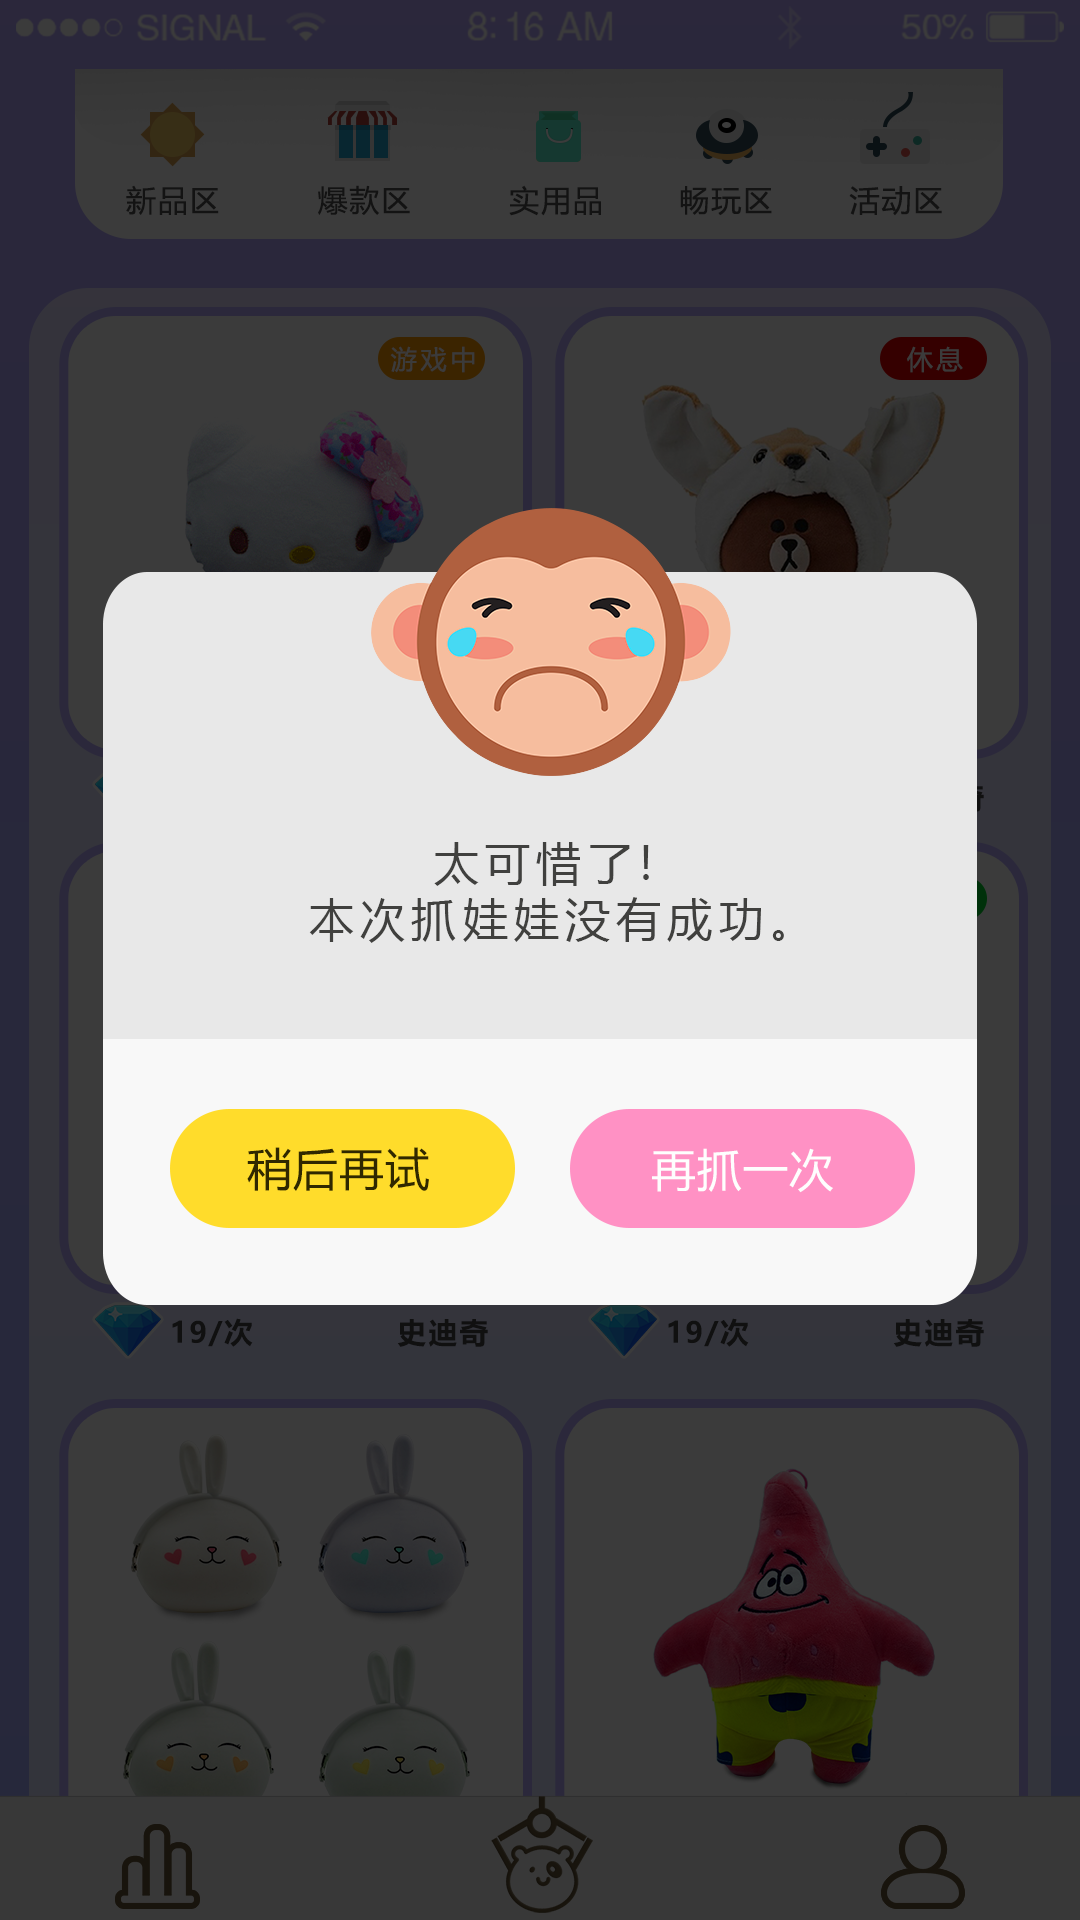 SIGNAL 8:16 AM 50%
新品区 爆款区 实用品 畅玩区 活动区
游戏中 休息
太可惜了!
本次抓娃娃没有成功。
稍后再试 再抓一次
19/次 史迪奇 19/次 史迪奇